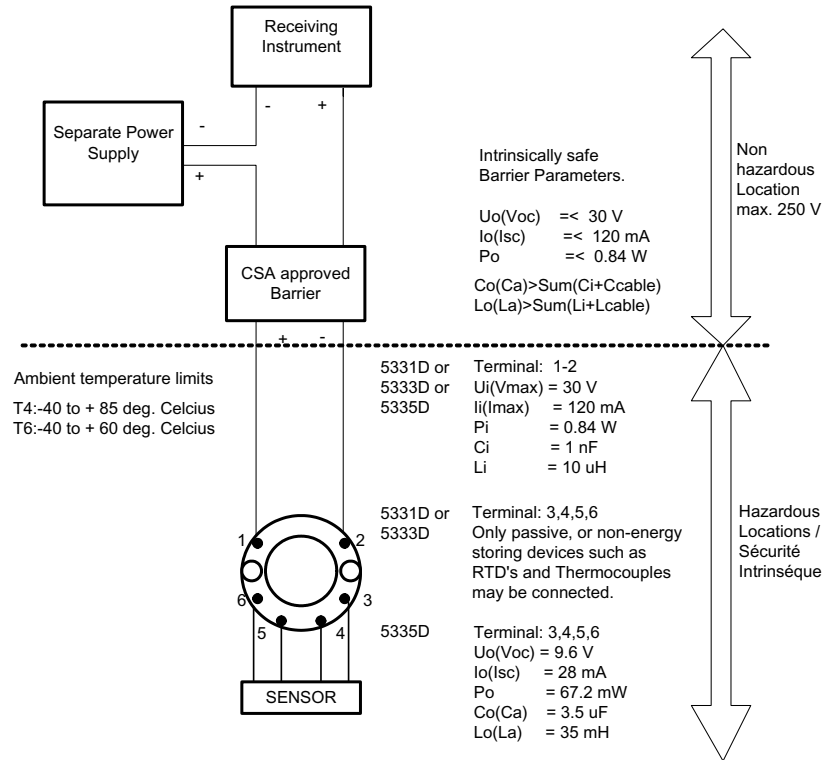 Receiving
Instrument
- +
Separate Power
Supply
-
+
CSA approved
Barrier
+ -
Intrinsically safe
Barrier Parameters.
Uo(Voc) =< 30 V
Io(Isc) =< 120 mA
Po =< 0.84 W
Co(Ca)>Sum(Ci+Ccable)
Lo(La)>Sum(Li+Lcable)
Non
hazardous
Location
max. 250 V
Ambient temperature limits
T4:-40 to + 85 deg. Celcius
T6:-40 to + 60 deg. Celcius
5331D or
5333D or
5335D
Terminal: 1-2
Ui(Vmax) = 30 V
Ii(Imax) = 120 mA
Pi = 0.84 W
Ci = 1 nF
Li = 10 uH
5331D or
5333D
Terminal: 3,4,5,6
Only passive, or non-energy
storing devices such as
RTD's and Thermocouples
may be connected.
Hazardous
Locations /
Sécurité
Intrinséque
1 2
6 3
5 4
SENSOR
5335D
Terminal: 3,4,5,6
Uo(Voc) = 9.6 V
Io(Isc) = 28 mA
Po = 67.2 mW
Co(Ca) = 3.5 uF
Lo(La) = 35 mH